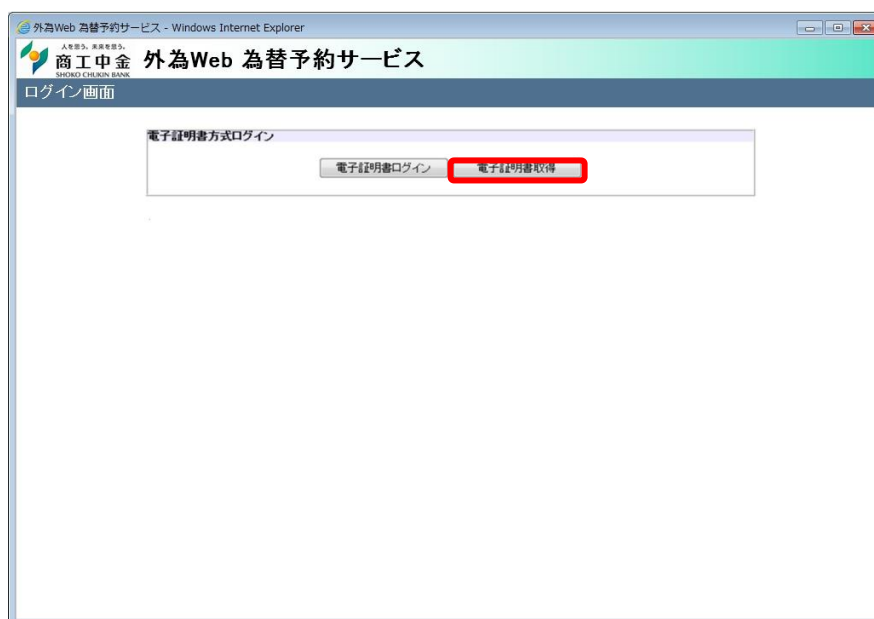 外為Web 為替予約サービス - Windows Internet Explorer
人を思う。未来を思う。
商工中金
SHOKO CHUKIN BANK
外為Web 為替予約サービス
ログイン画面
電子証明書方式ログイン
電子証明書ログイン 電子証明書取得